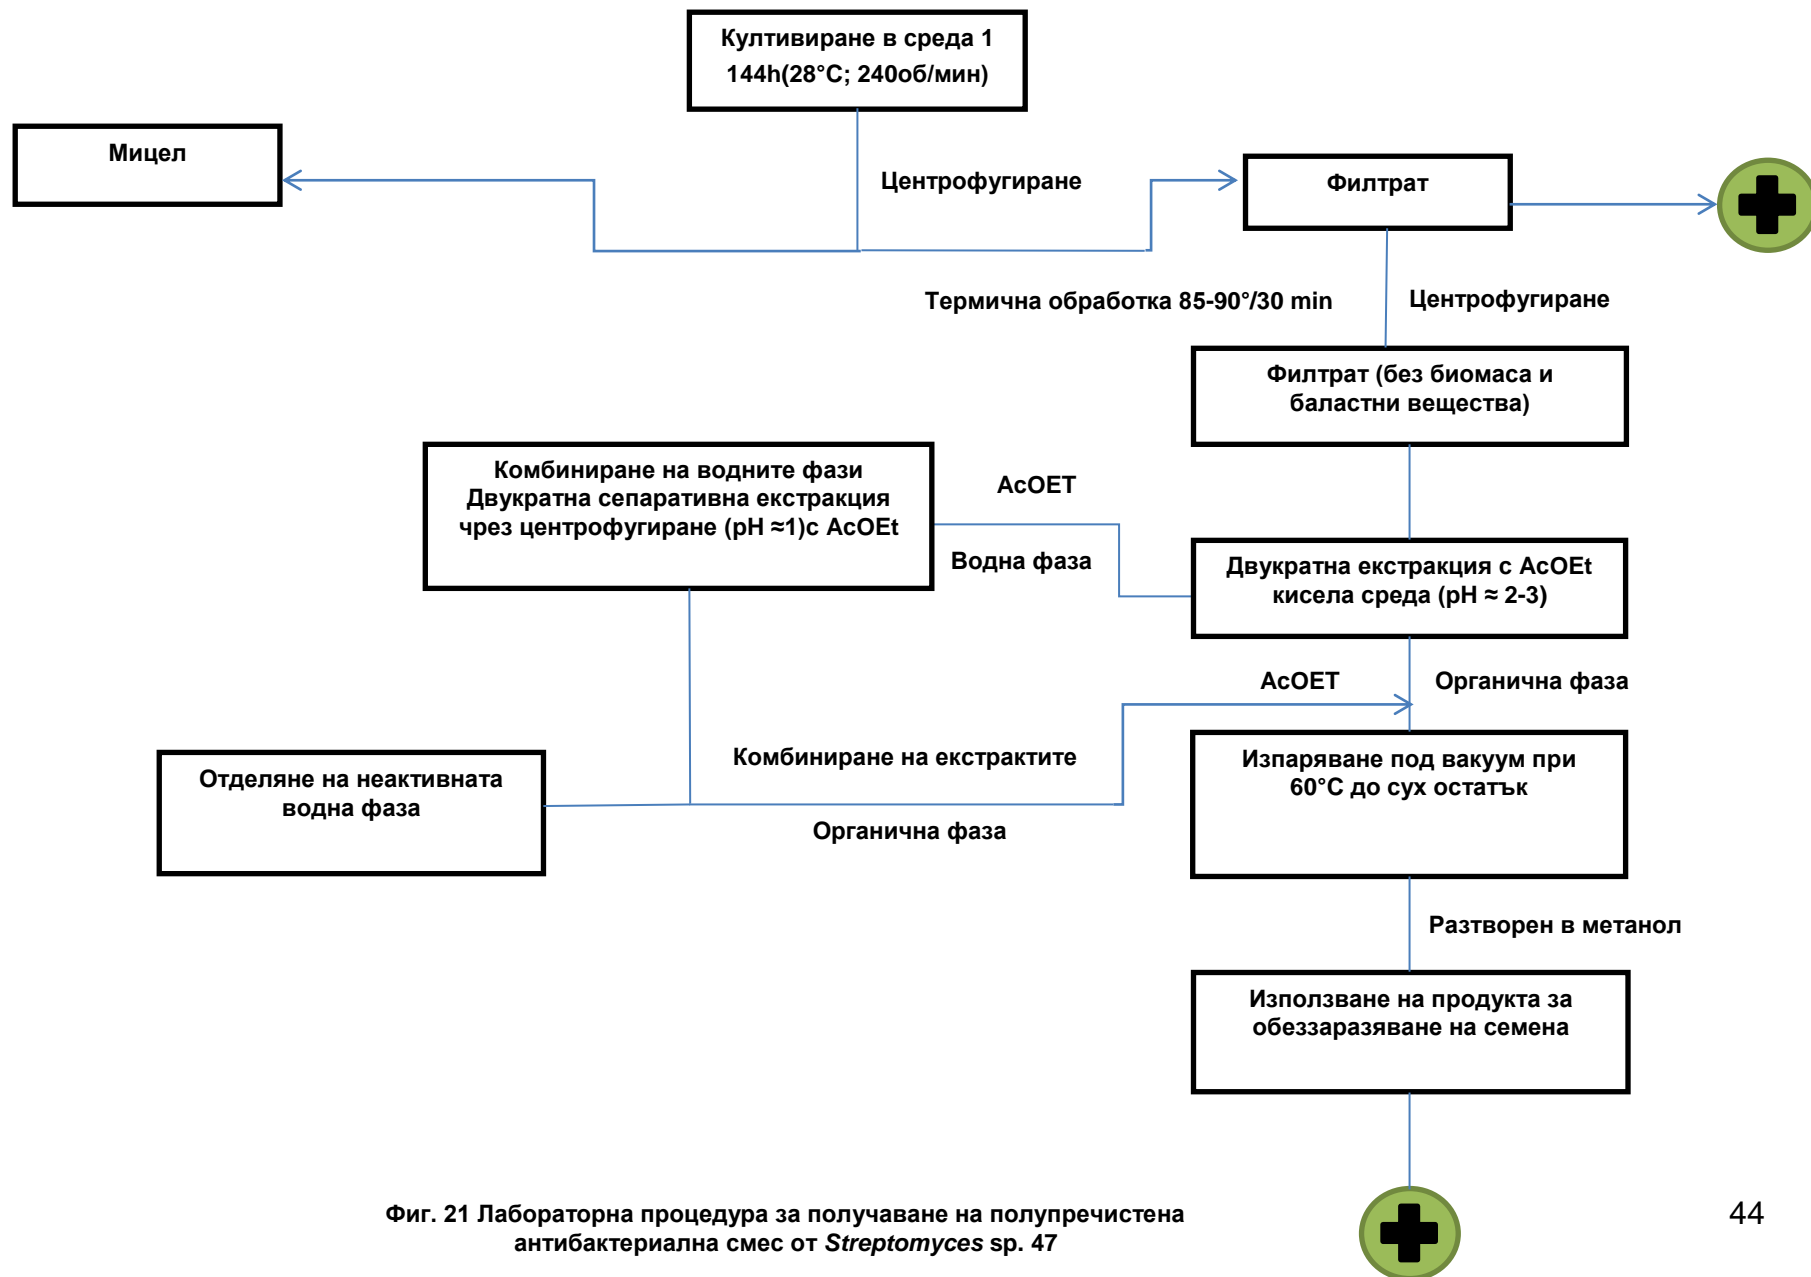 Култивиране в среда 1
144h(28°C; 240об/мин)
Мицел
Центрофугиране
Филтрат
Термична обработка 85-90°/30 min
Центрофугиране
Филтрат (без биомаса и
баластни вещества)
Комбиниране на водните фази
Двукратна сепаративна екстракция
чрез центрофугиране (pH ≈1)с AcOEt
AcOET
Водна фаза
Двукратна екстракция с AcOEt
кисела среда (pH ≈ 2-3)
AcOET
Органична фаза
Отделяне на неактивната
водна фаза
Комбиниране на екстрактите
Органична фаза
Изпаряване под вакуум при
60°C до сух остатък
Разтворен в метанол
Използване на продукта за
обеззаразяване на семена
Фиг. 21 Лабораторна процедура за получаване на полупречистена
антибактериална смес от Streptomyces sp. 47
44